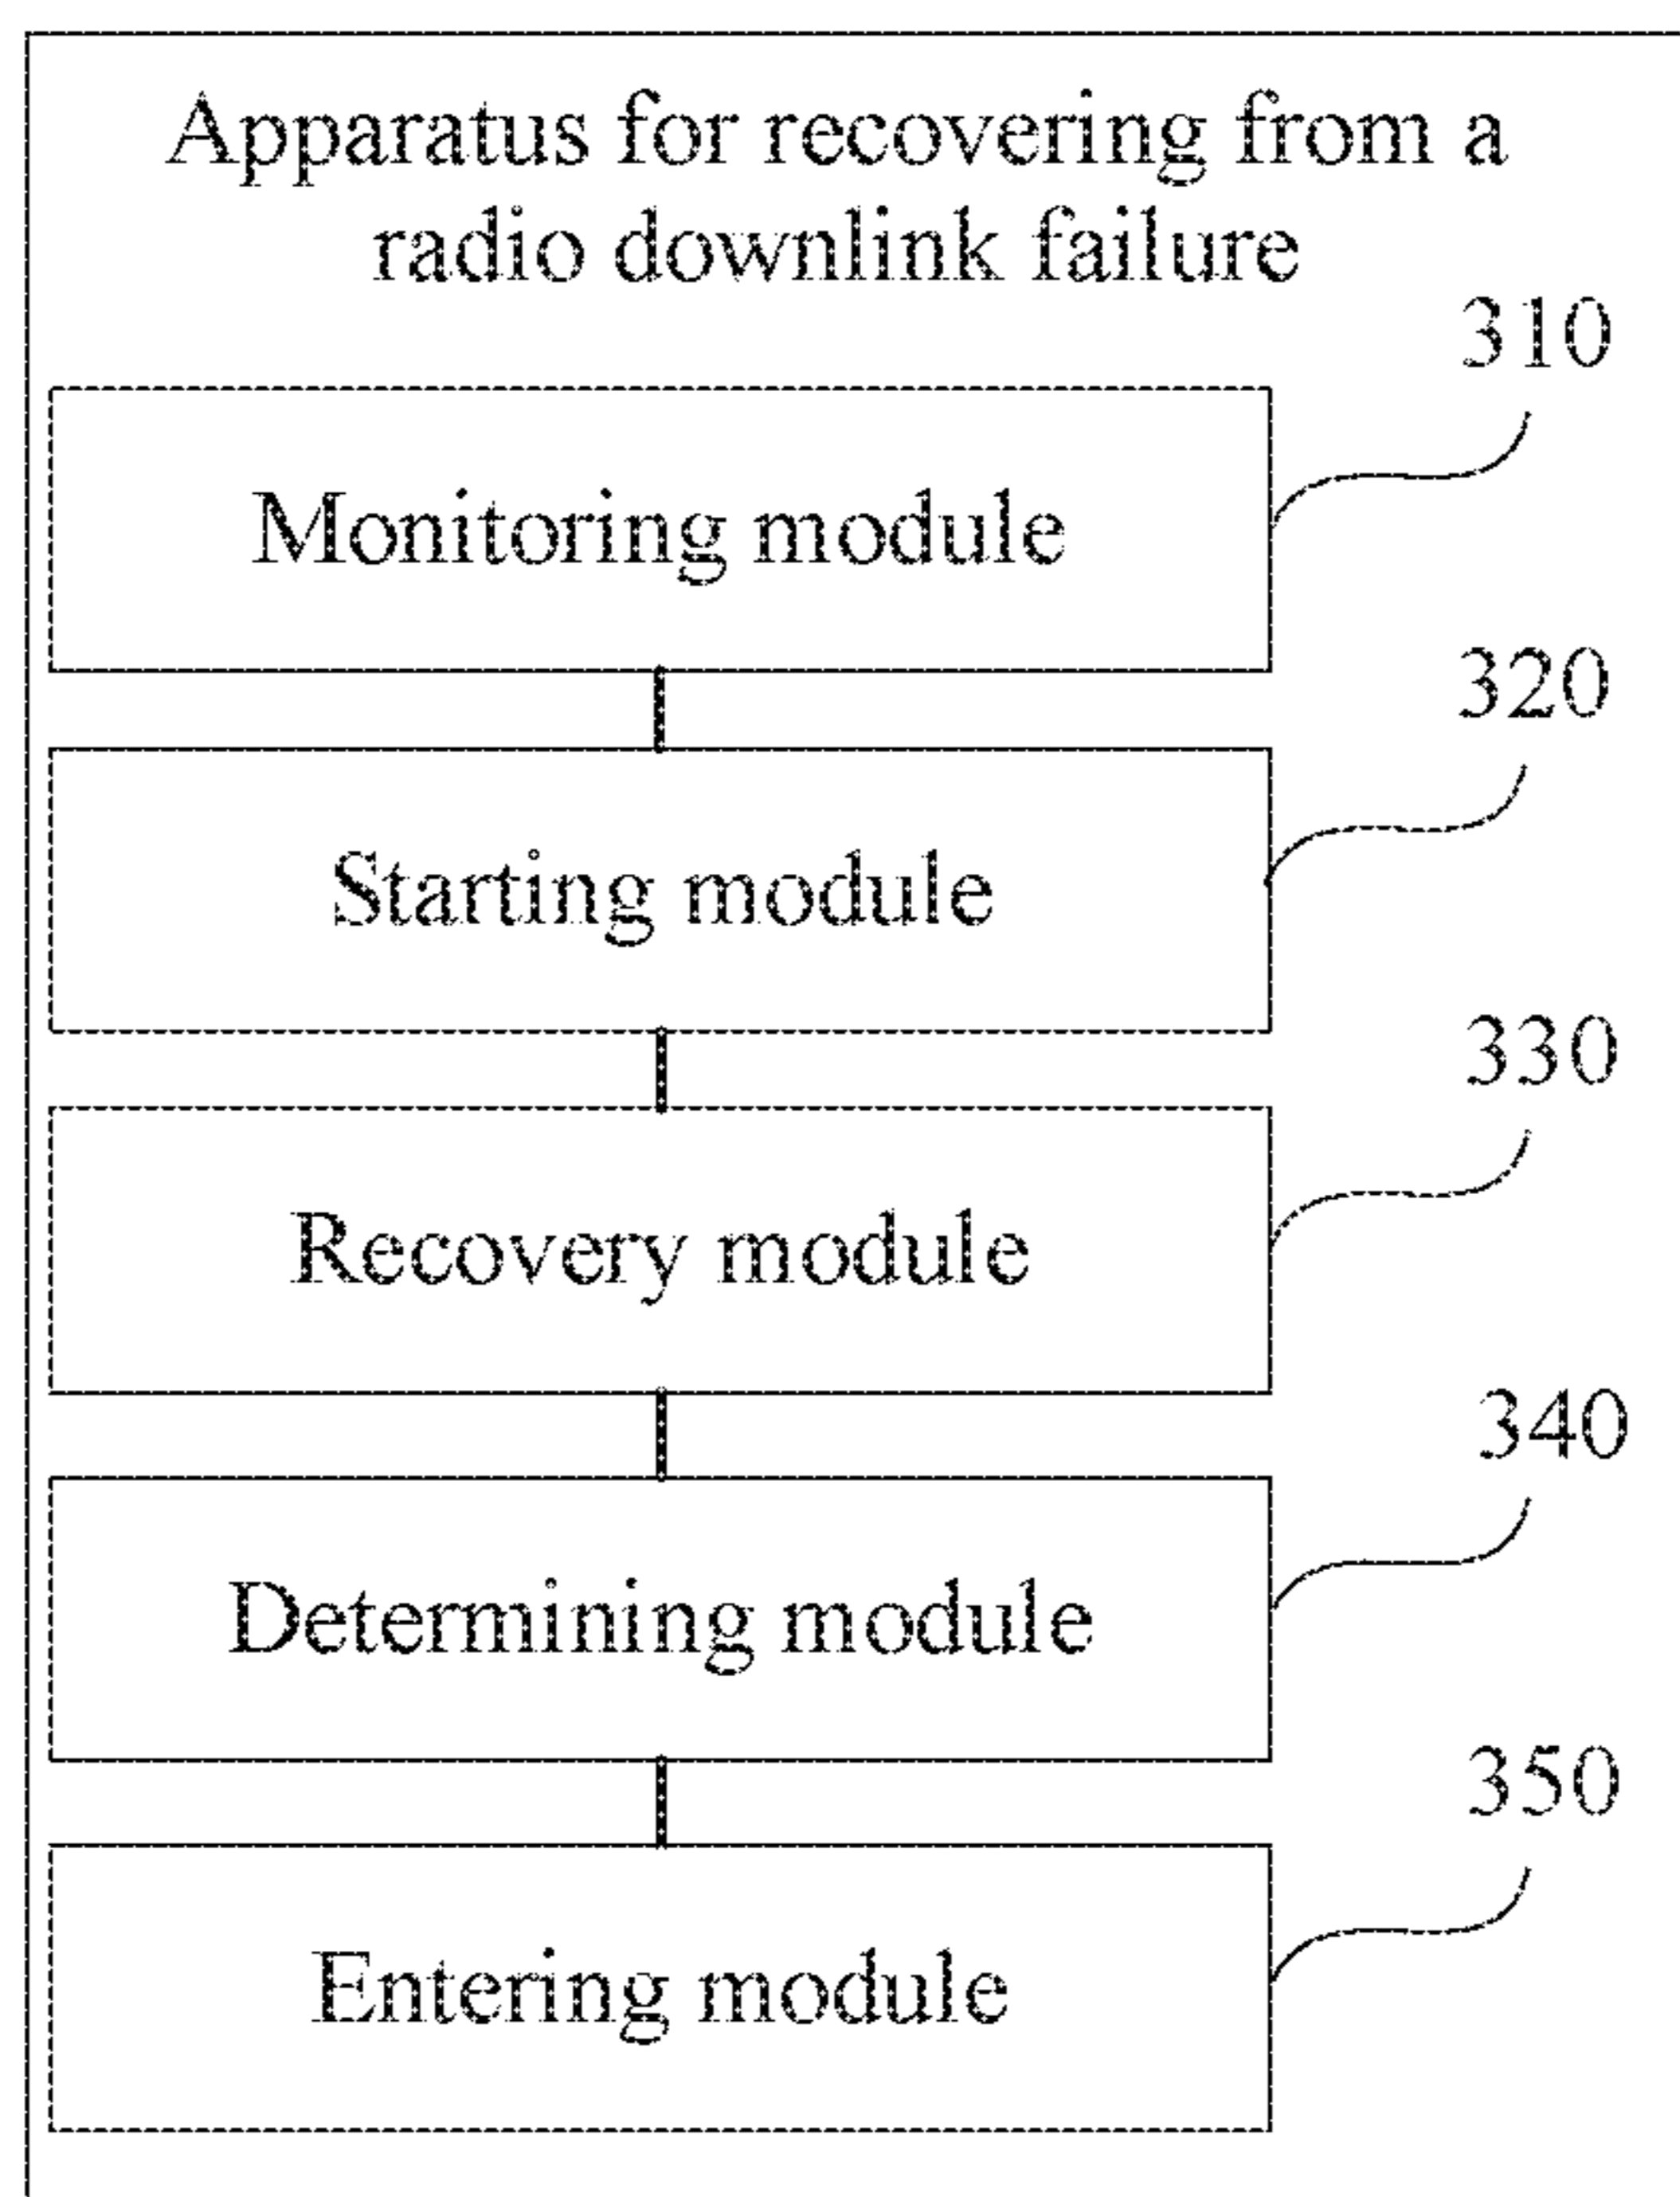 Apparatus for recovering from a
radio downlink failure
310
Monitoring module
320
Starting module
330
Recovery module
340
Determining module
350
Entering module